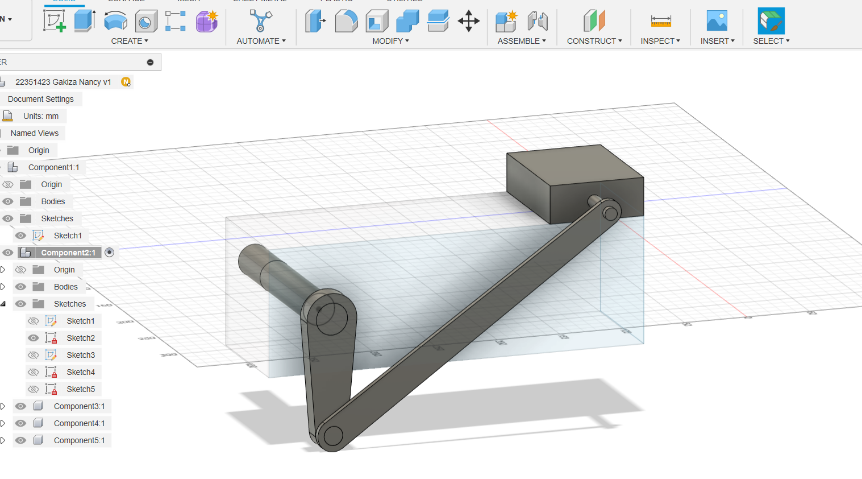 CREATE ▾
AUTOMATE ▾
MODIFY ▾
ASSEMBLE ▾
CONSTRUCT ▾
INSPECT ▾
INSERT ▾
SELECT ▾
22351423 Gakiza Nancy v1
Document Settings
Units: mm
Named Views
Origin
Component1:1
Origin
Bodies
Sketches
Sketch1
Component2:1
Origin
Bodies
Sketches
Sketch1
Sketch2
Sketch3
Sketch4
Sketch5
Component3:1
Component4:1
Component5:1